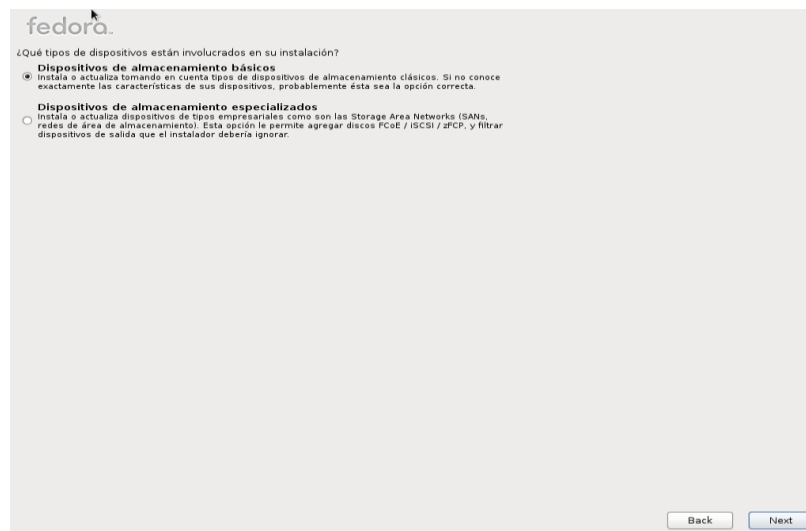 fedora
¿Qué tipos de dispositivos están involucrados en su instalación?
Dispositivos de almacenamiento básicos
Instala o actualiza tomando en cuenta tipos de dispositivos de almacenamiento clásicos. Si no conoce
exactamente las características de sus dispositivos, probablemente ésta sea la opción correcta.
Dispositivos de almacenamiento especializados
Instala o actualiza dispositivos de tipos empresariales como son las Storage Area Networks (SANs,
redes de área de almacenamiento). Esta opción le permite agregar discos FCoE / iSCSI / zFCP, y filtrar
dispositivos de salida que el instalador debería ignorar.
Back Next